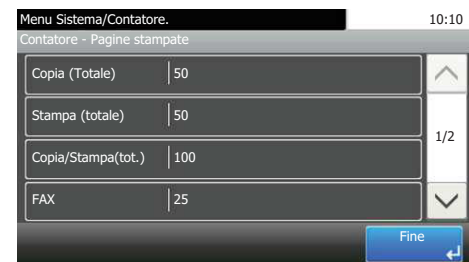 Menu Sistema/Contatore. 10:10
Contatore - Pagine stampate
Copia (Totale) 50
Stampa (totale) 50
1/2
Copia/Stampa(tot.) 100
FAX 25
Fine